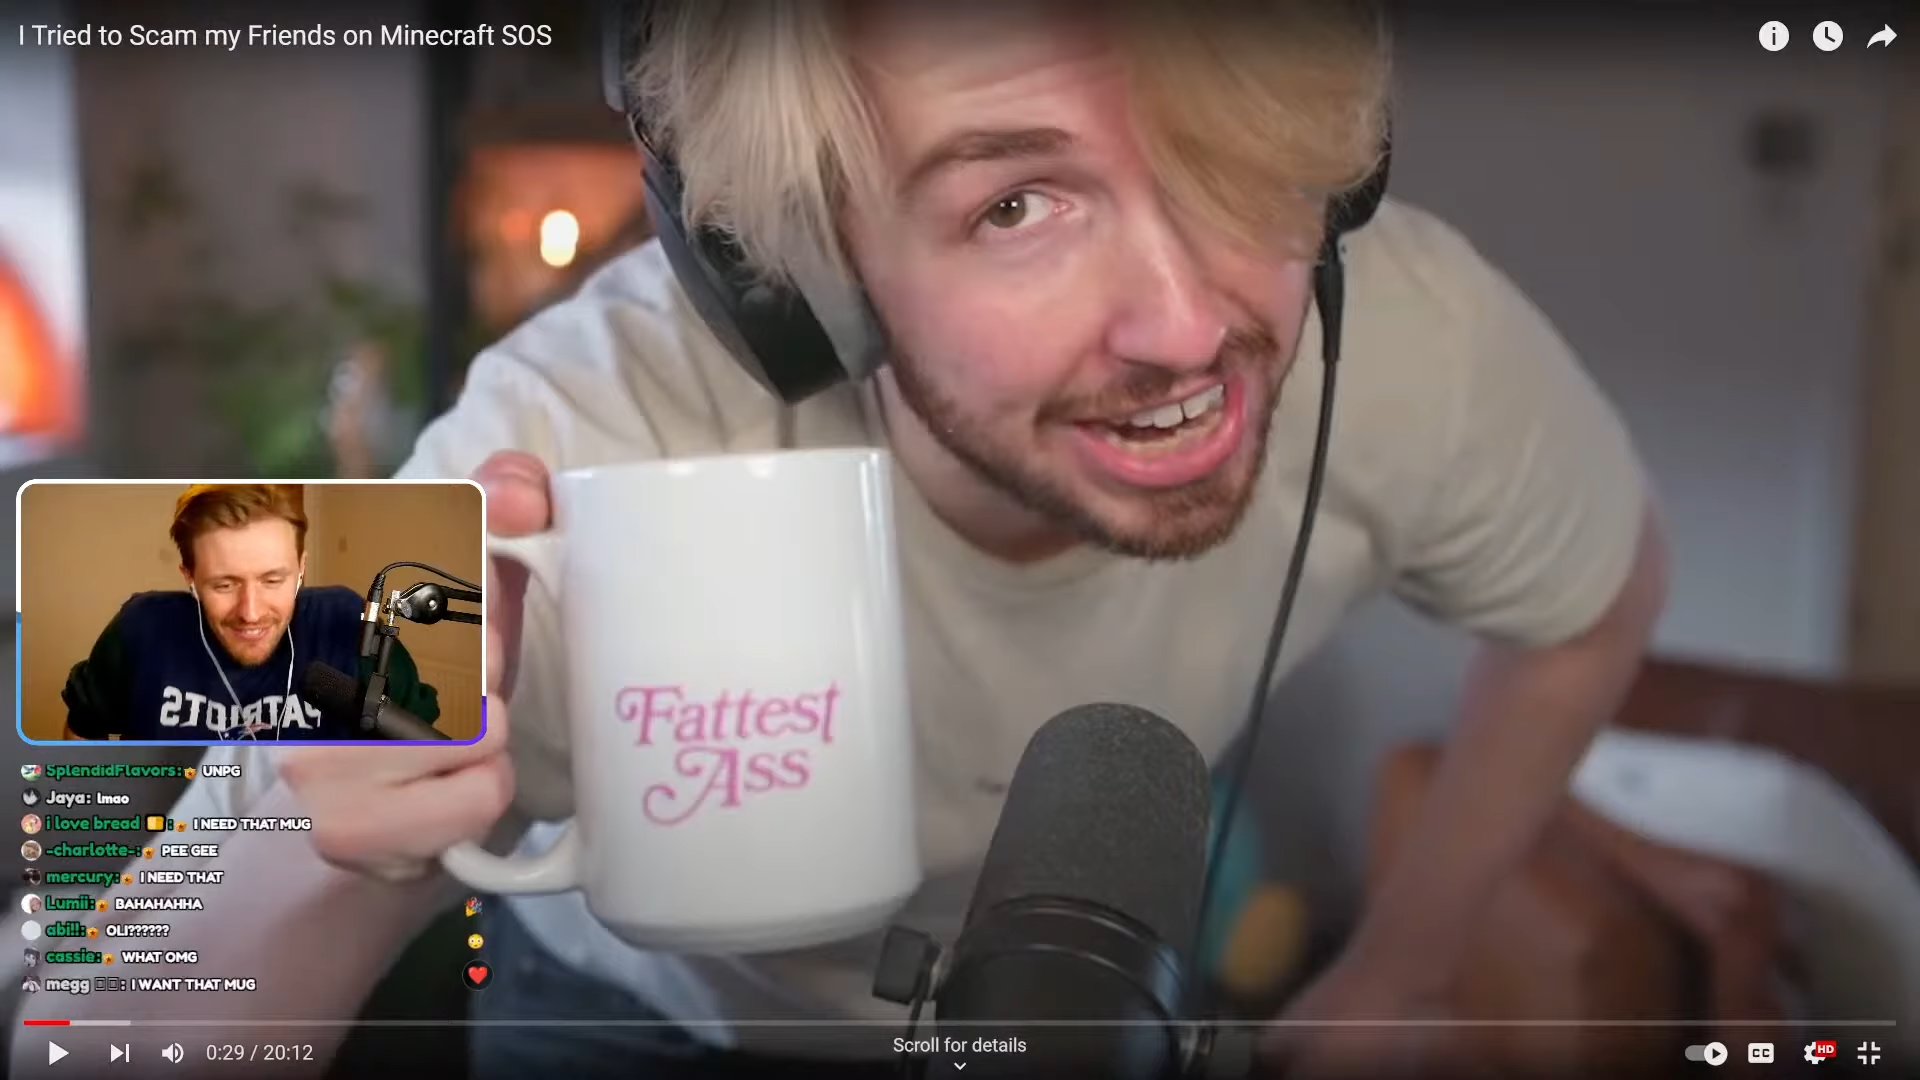 I Tried to Scam my Friends on Minecraft SOS
Fattest
Ass
PATRIOTS
SplendidFlavors: UNPG
Jaya: lmao
i love bread : I NEED THAT MUG
-charlotte-: PEE GEE
mercury: I NEED THAT
Lumii: BAHAHAHHA
abi!!: OLI??????
cassie: WHAT OMG
megg : I WANT THAT MUG
0:29 / 20:12
Scroll for details
CC
HD